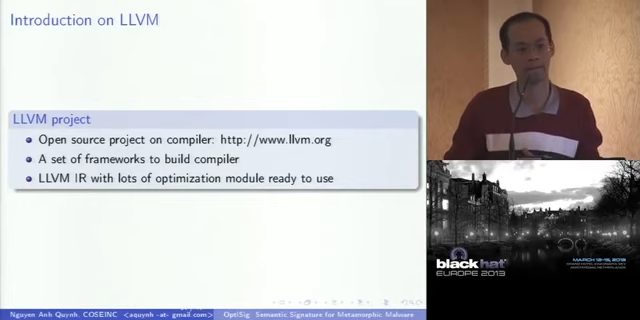 Introduction on LLVM
LLVM project
Open source project on compiler: http://www.llvm.org
A set of frameworks to build compiler
LLVM IR with lots of optimization module ready to use
Nguyen Anh Quynh, COSEINC <aquynh -at- gmail.com>
OptiSig Semantic Signature for Metamorphic Malware
black hat
EUROPE 2013
MARCH 12-15, 2013